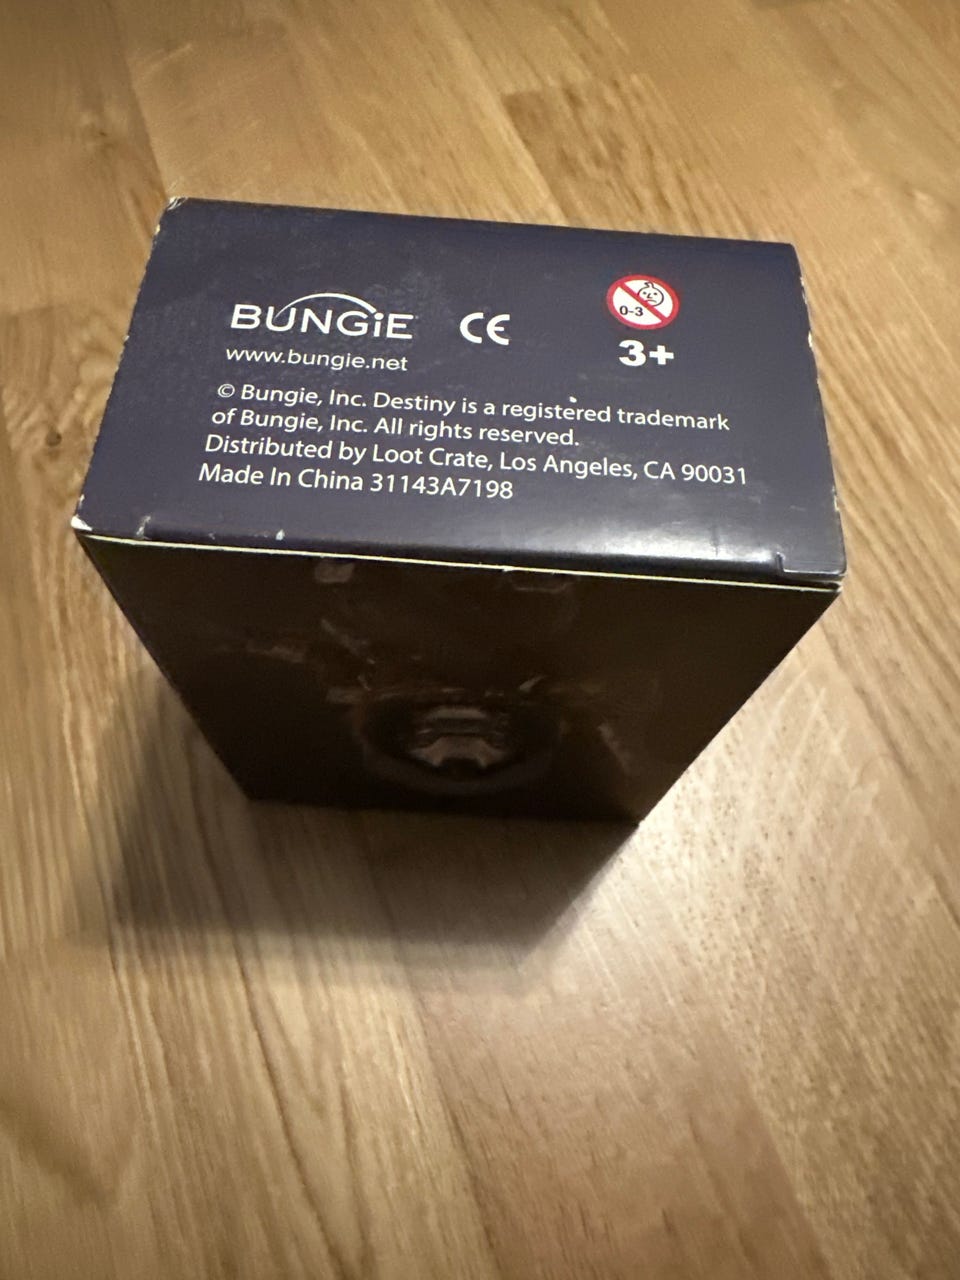 BUNGiE CE
www.bungie.net
0-3
3+
© Bungie, Inc. Destiny is a registered trademark
of Bungie, Inc. All rights reserved.
Distributed by Loot Crate, Los Angeles, CA 90031
Made In China 31143A7198